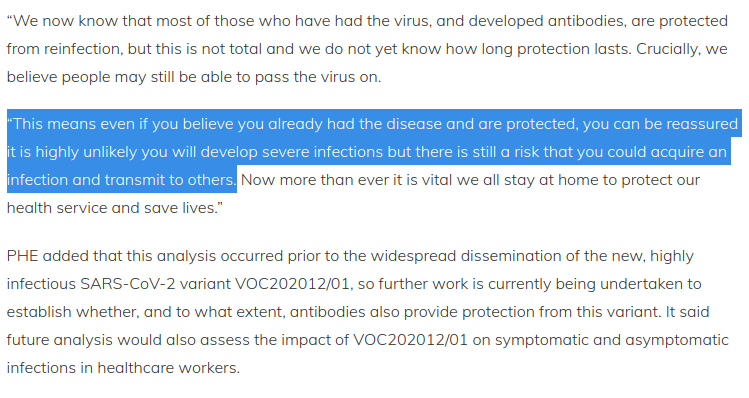 “We now know that most of those who have had the virus, and developed antibodies, are protected
from reinfection, but this is not total and we do not yet know how long protection lasts. Crucially, we
believe people may still be able to pass the virus on.
“This means even if you believe you already had the disease and are protected, you can be reassured
it is highly unlikely you will develop severe infections but there is still a risk that you could acquire an
infection and transmit to others. Now more than ever it is vital we all stay at home to protect our
health service and save lives.”
PHE added that this analysis occurred prior to the widespread dissemination of the new, highly
infectious SARS-CoV-2 variant VOC202012/01, so further work is currently being undertaken to
establish whether, and to what extent, antibodies also provide protection from this variant. It said
future analysis would also assess the impact of VOC202012/01 on symptomatic and asymptomatic
infections in healthcare workers.